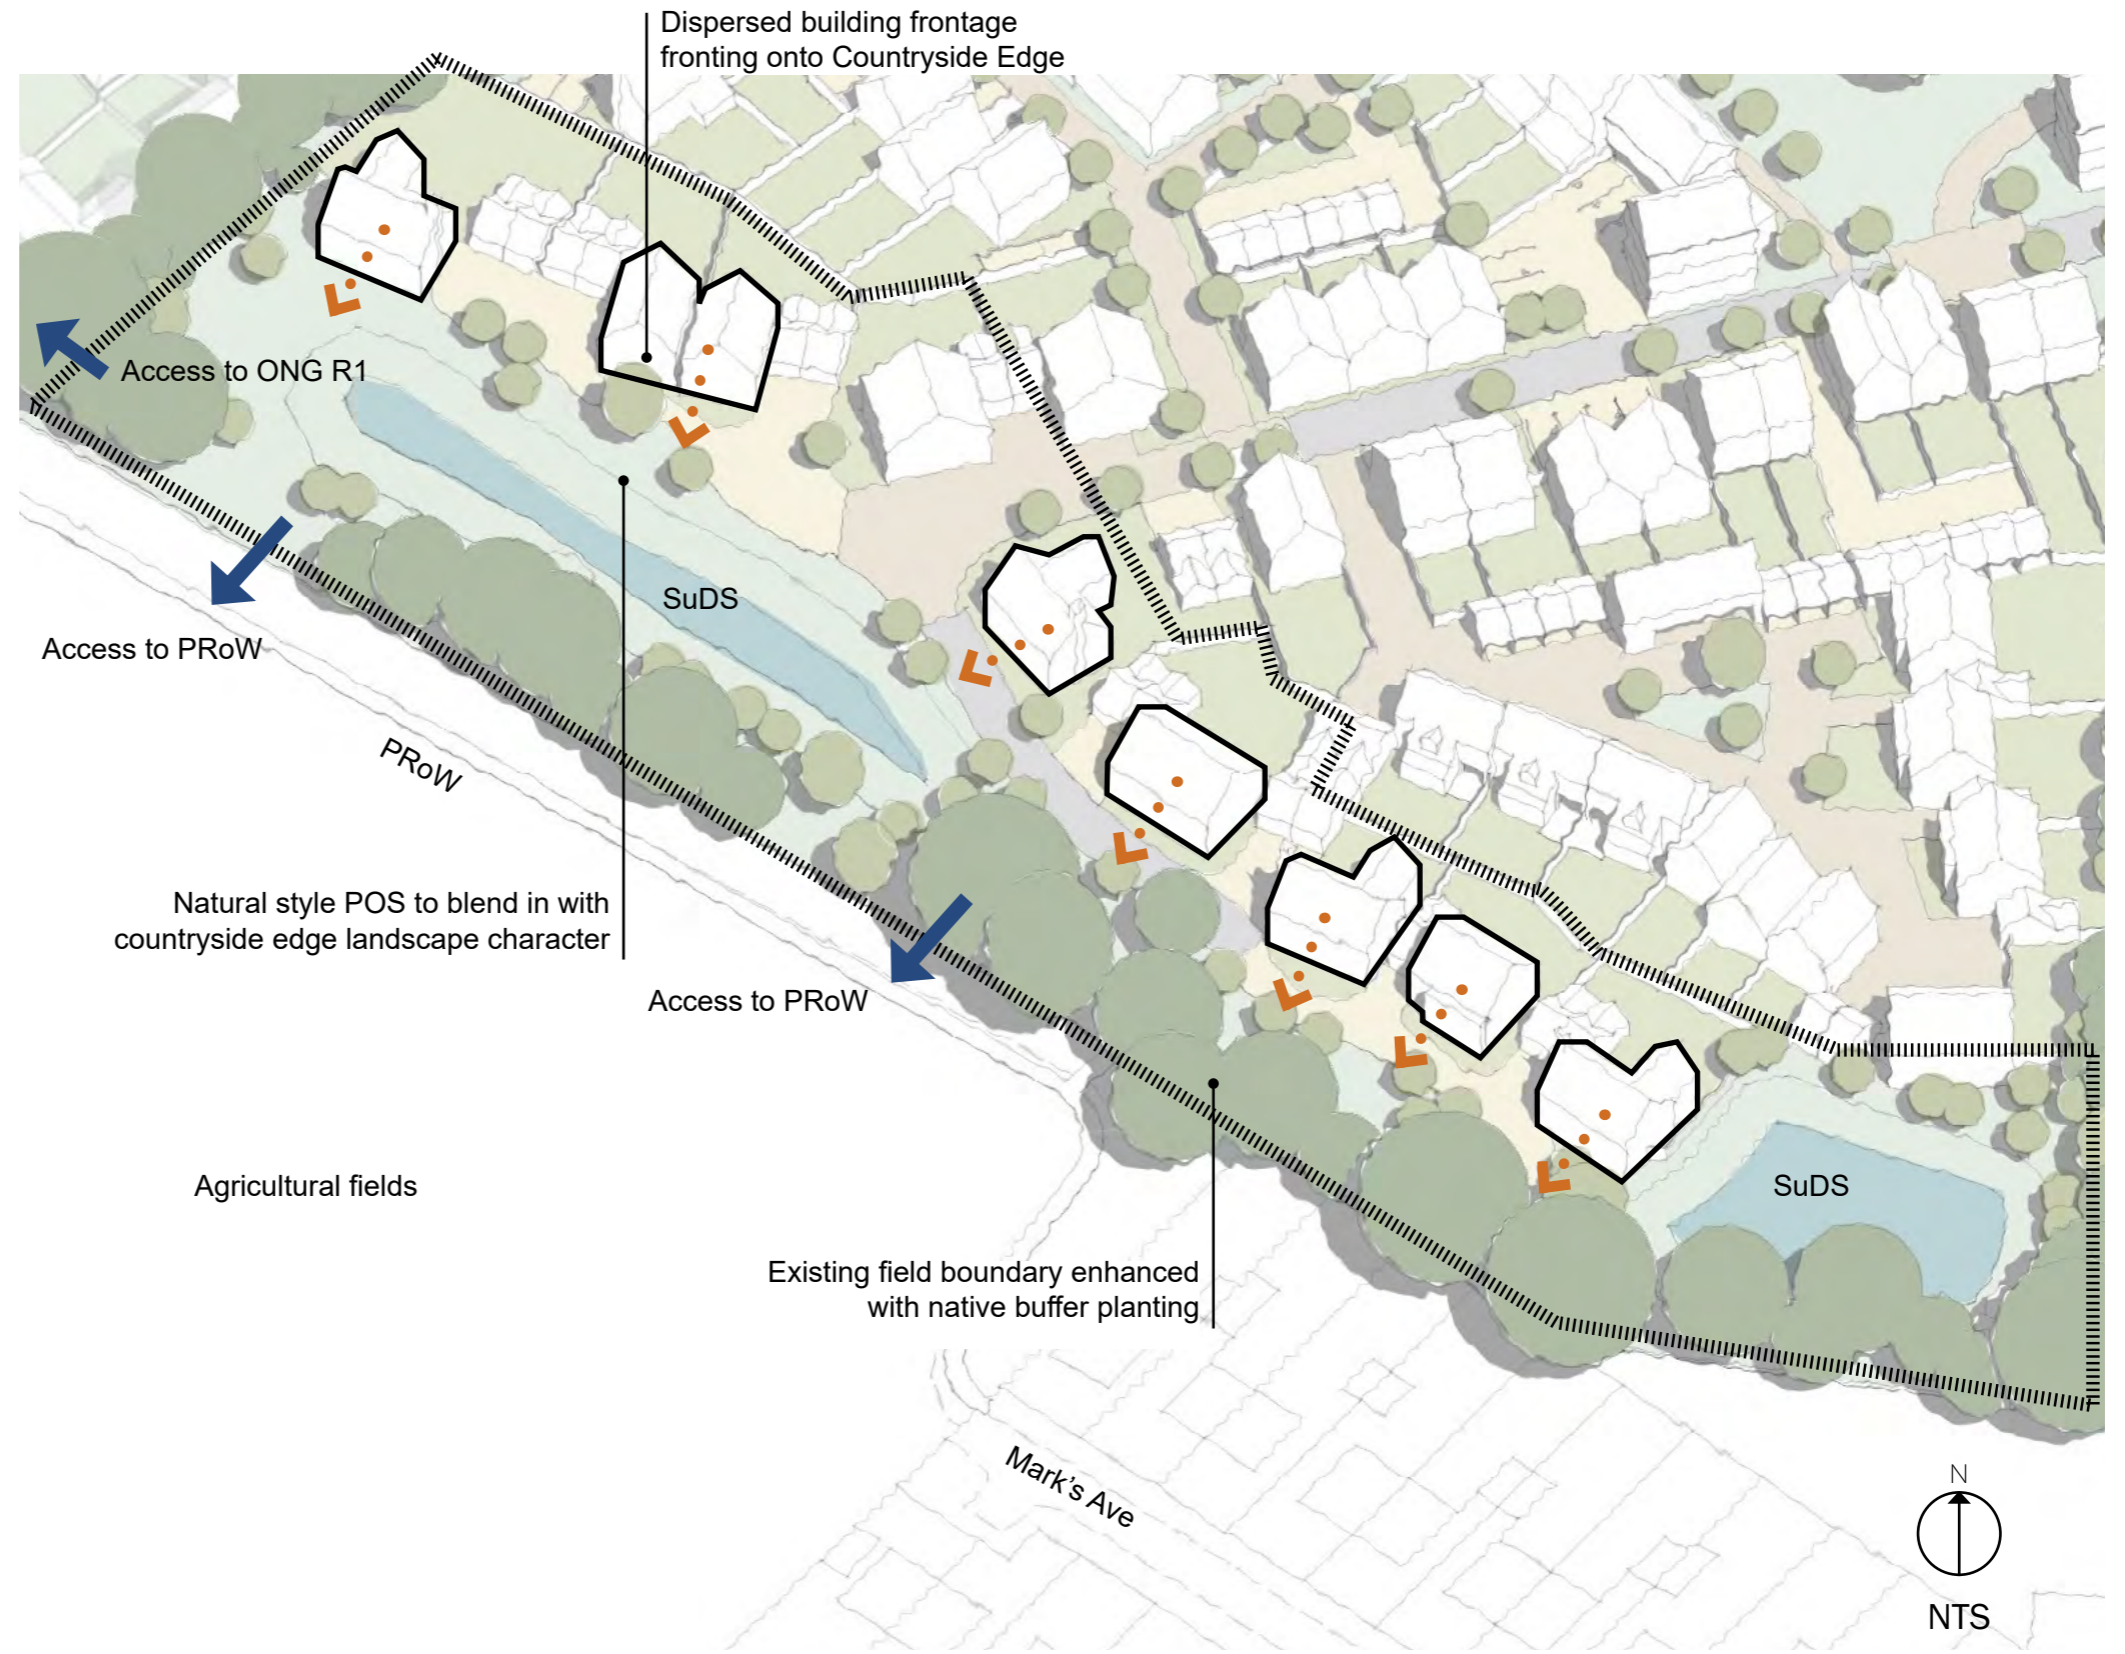 Dispersed building frontage
fronting onto Countryside Edge
Access to ONG R1
SuDS
Access to PRoW
PRoW
Natural style POS to blend in with
countryside edge landscape character
Access to PRoW
Agricultural fields
SuDS
Existing field boundary enhanced
with native buffer planting
Mark's Ave
N
NTS